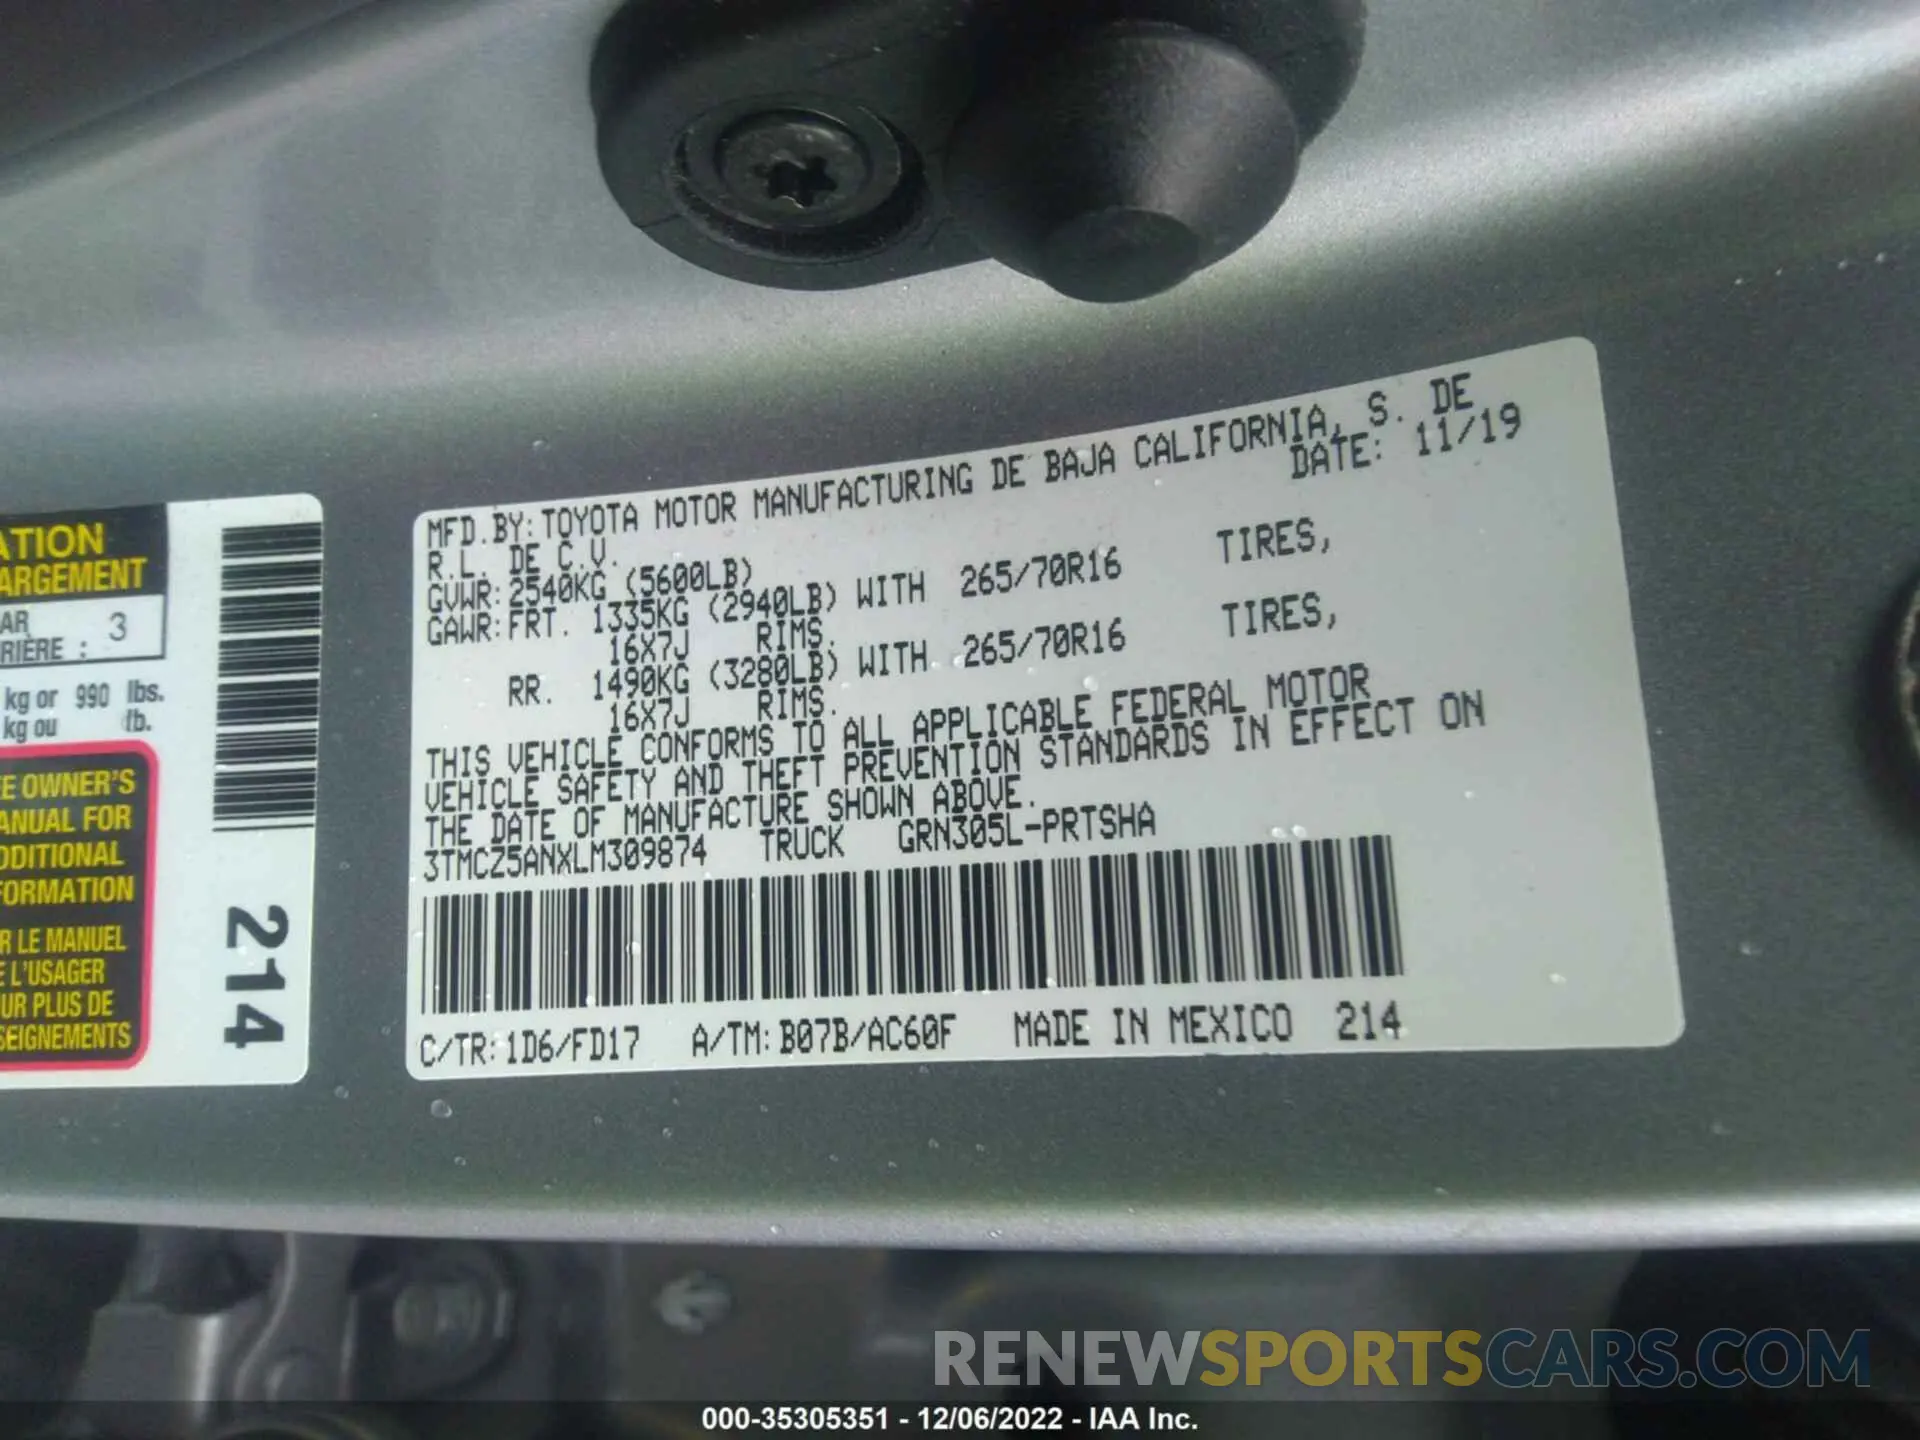 ATION
ARGEMENT
AR
RIÈRE : 3
kg or 990 lbs.
kg ou lb.
EE OWNER'S
ANUAL FOR
DDITIONAL
FORMATION
R LE MANUEL
E L'USAGER
UR PLUS DE
SEIGNEMENTS
214
MFD.BY: TOYOTA MOTOR MANUFACTURING DE BAJA CALIFORNIA, S. DE
R.L. DE C.V. DATE: 11/19
GVWR: 2540KG (5600LB)
GAWR: FRT. 1335KG (2940LB) WITH 265/70R16 TIRES,
16X7J RIMS.
RR. 1490KG (3280LB) WITH 265/70R16 TIRES,
16X7J RIMS.
THIS VEHICLE CONFORMS TO ALL APPLICABLE FEDERAL MOTOR
VEHICLE SAFETY AND THEFT PREVENTION STANDARDS IN EFFECT ON
THE DATE OF MANUFACTURE SHOWN ABOVE.
3TMCZ5ANXLM309874 TRUCK GRN305L-PRTSHA
C/TR: 1D6/FD17 A/TM: B07B/AC60F MADE IN MEXICO 214
RENEWSPORTSCARS.COM
000-35305351 - 12/06/2022 - IAA Inc.